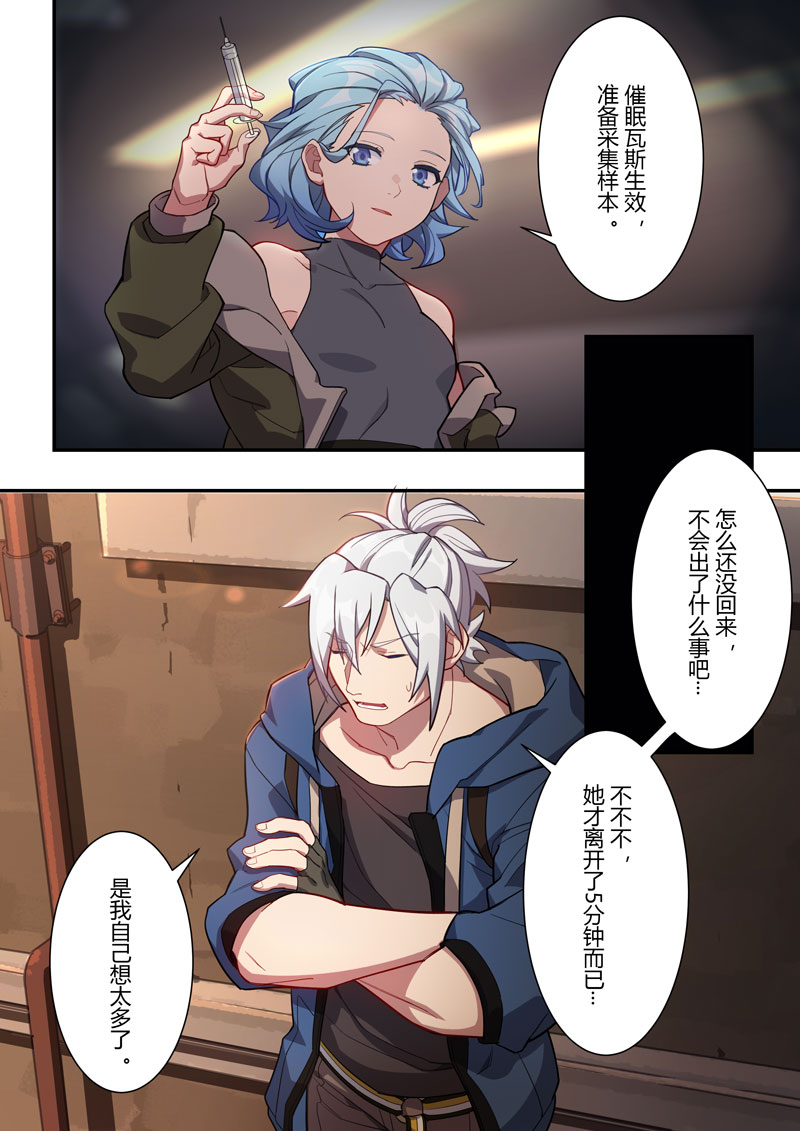 催眠瓦斯生效，
准备采集样本。
怎么还没回来，
不会出了什么事吧…
不不不，
她才离开了5分钟而已…
是我自己想太多了。